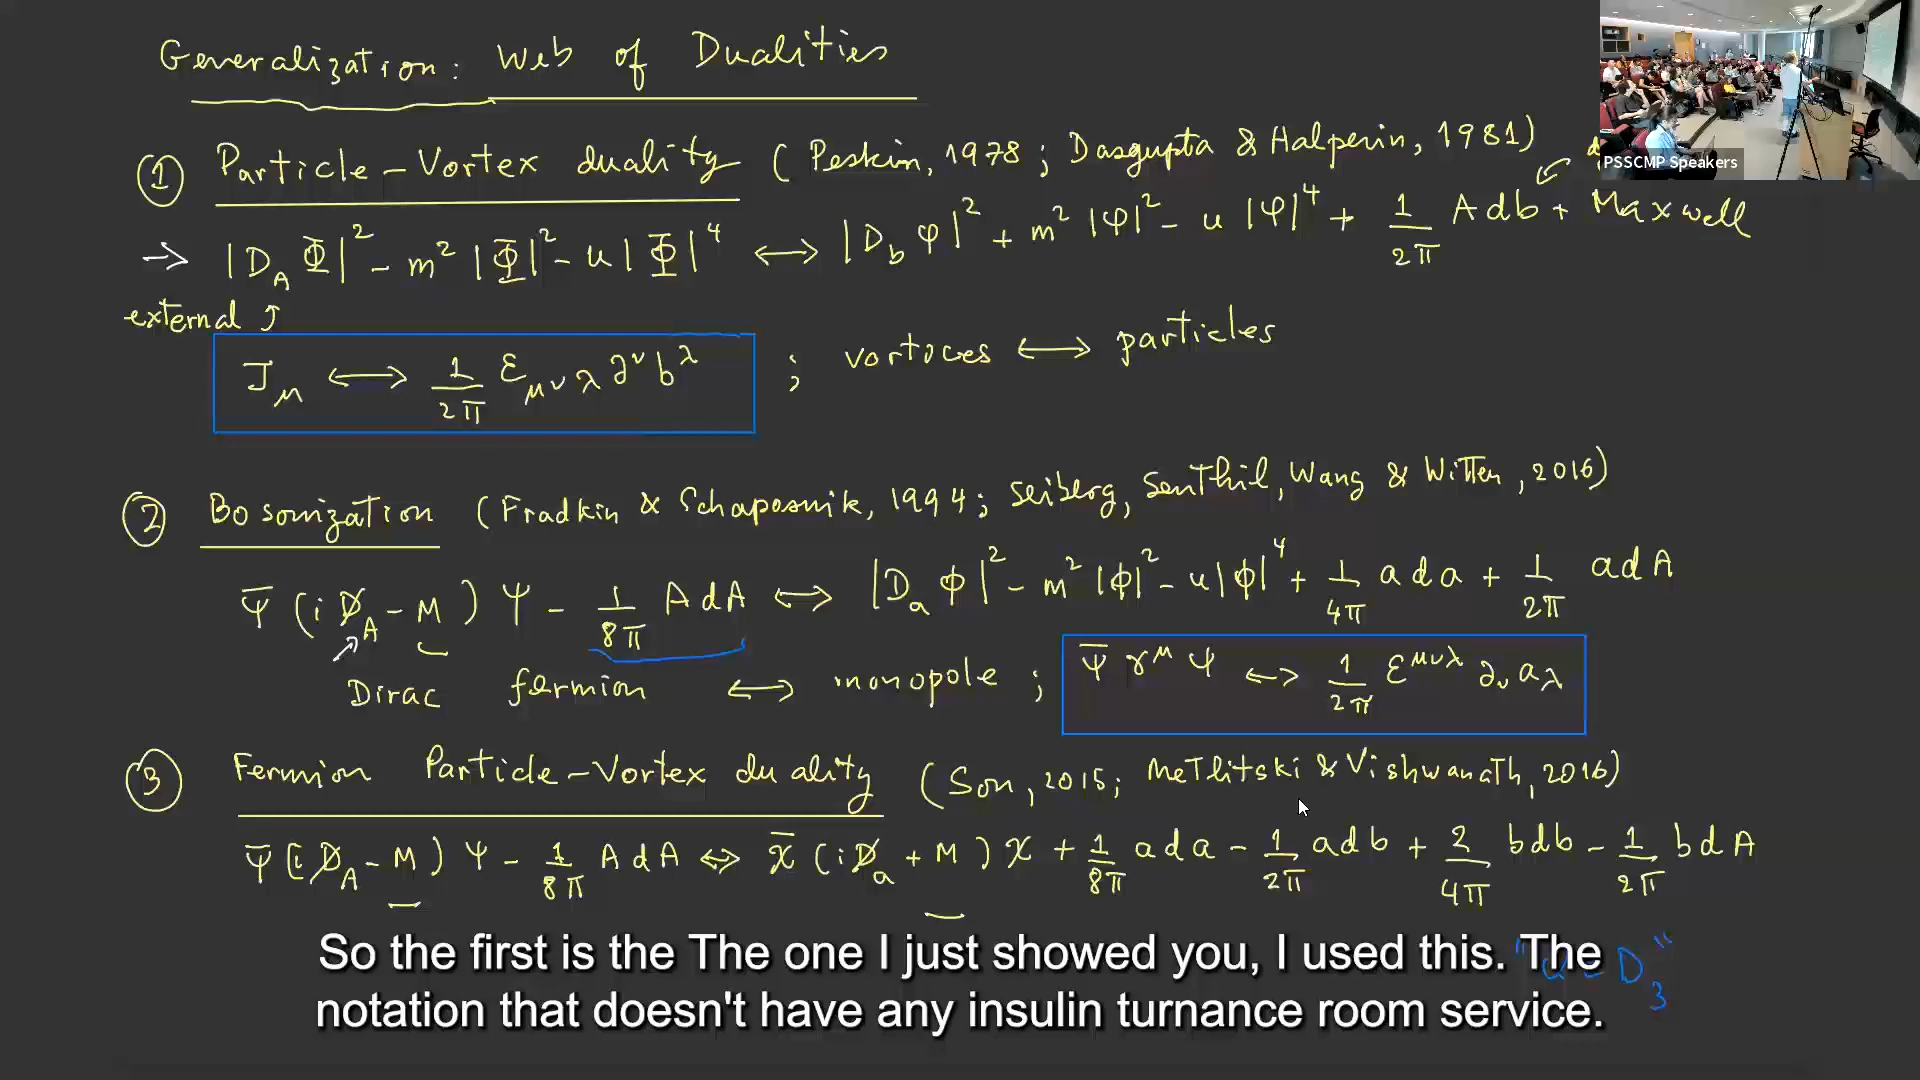 Generalization: Web of Dualities
① Particle-Vortex duality (Peskin, 1978; Dasgupta & Halperin, 1981)
PSSCMP Speakers
→ |D_A Φ|² - m² |Φ|² - u |Φ|⁴ ⟷ |D_b φ|² + m² |φ|² - u |φ|⁴ + 1/2π Adb + Maxwell
external ↑
J_μ ⟷ 1/2π ε_μνλ ∂^ν b^λ ; vortices ⟷ particles
② Bosonization (Fradkin & Schaposnik, 1994; Seiberg, Senthil, Wang & Witten, 2016)
Ψ̄ (i D̸_A - M) Ψ - 1/8π AdA ⟷ |D_a ϕ|² - m² |ϕ|² - u|ϕ|⁴ + 1/4π ada + 1/2π adA
Dirac fermion ⟷ monopole ; Ψ̄ γ^μ Ψ ⟷ 1/2π ε^μνλ ∂_ν a_λ
③ Fermion Particle-Vortex duality (Son, 2015; Metlitski & Vishwanath, 2016)
Ψ̄ [i D̸_A - M) Ψ - 1/8π AdA ⟷ χ̄ (i D̸_a + M) χ + 1/8π ada - 1/2π adb + 2/4π bdb - 1/2π bdA
So the first is the The one I just showed you, I used this. The
notation that doesn't have any insulin turnance room service.